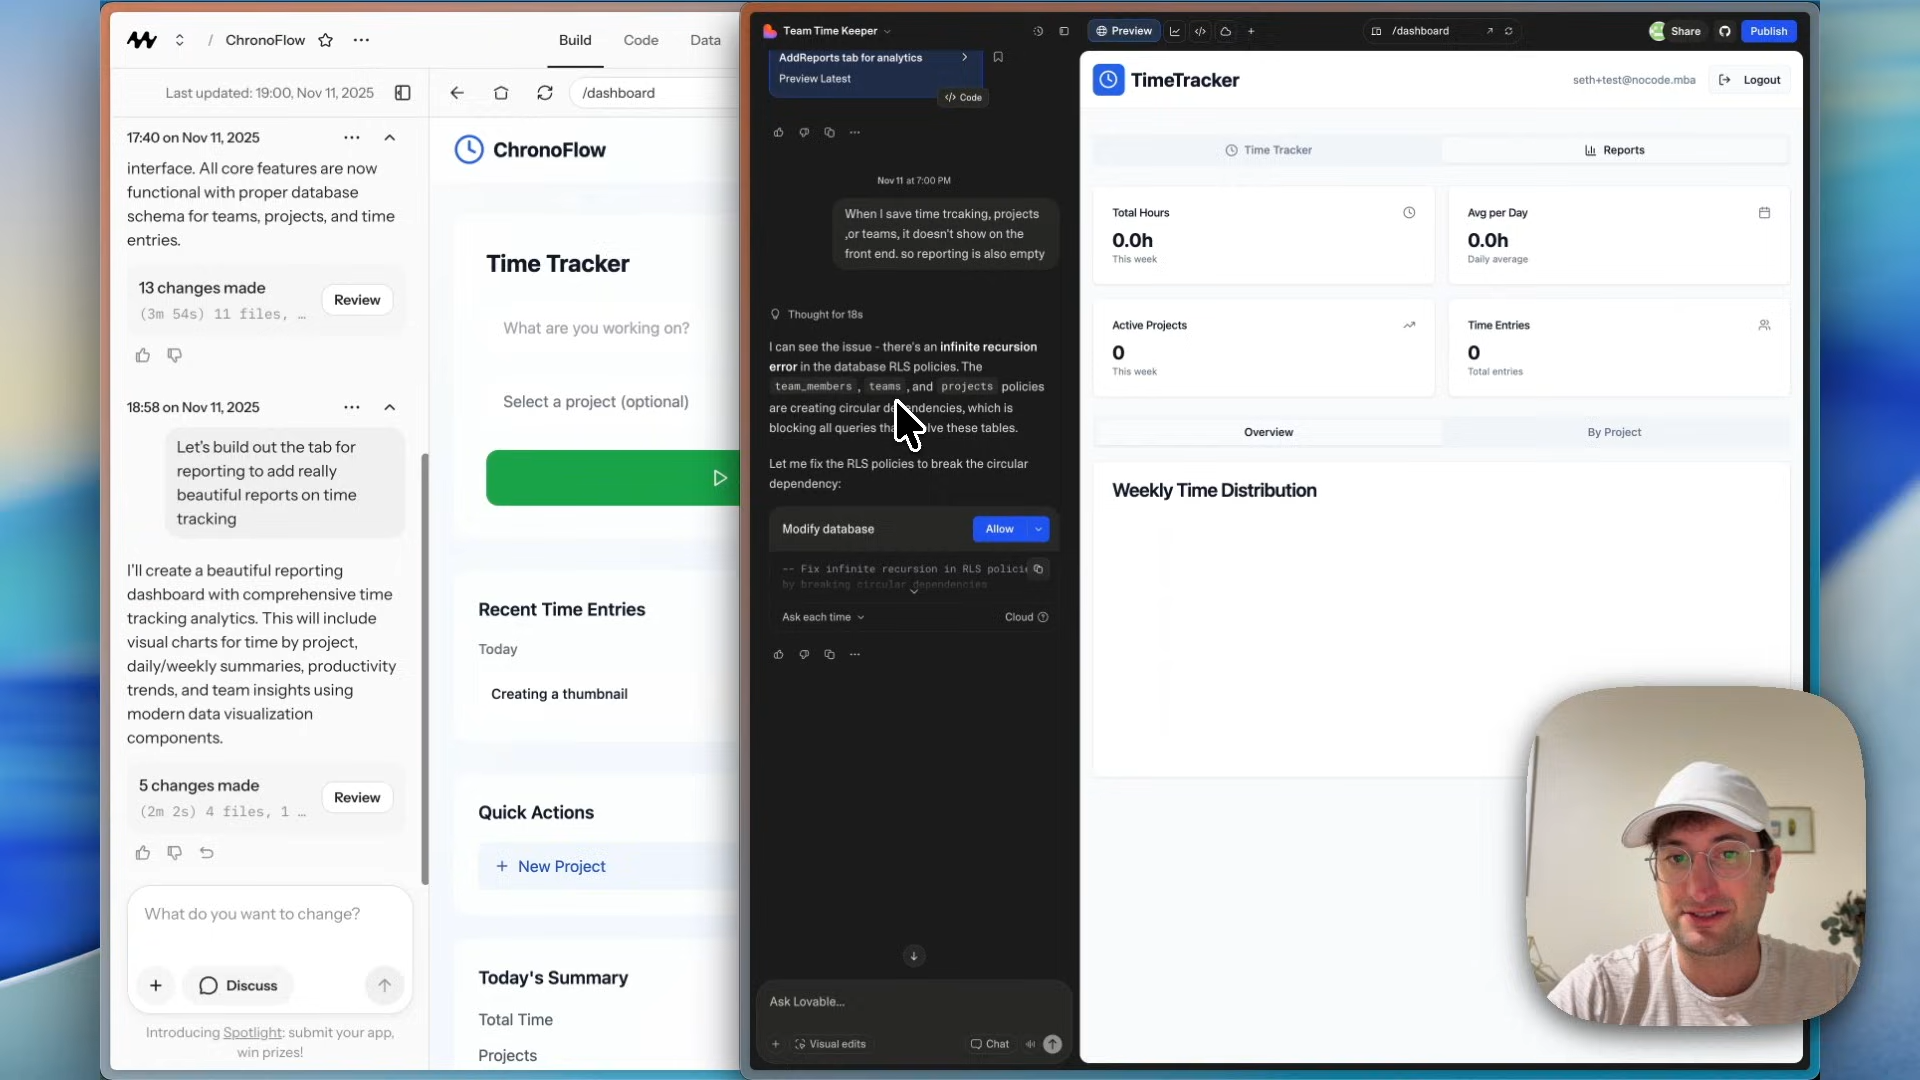 / ChronoFlow
Build
Code
Data
Last updated: 19:00, Nov 11, 2025
/dashboard
17:40 on Nov 11, 2025
interface. All core features are now
functional with proper database
schema for teams, projects, and time
entries.
13 changes made
(3m 54s) 11 files, …
Review
18:58 on Nov 11, 2025
Let's build out the tab for
reporting to add really
beautiful reports on time
tracking
I'll create a beautiful reporting
dashboard with comprehensive time
tracking analytics. This will include
visual charts for time by project,
daily/weekly summaries, productivity
trends, and team insights using
modern data visualization
components.
5 changes made
(2m 2s) 4 files, 1 …
Review
What do you want to change?
Discuss
Introducing Spotlight: submit your app,
win prizes!
ChronoFlow
Time Tracker
What are you working on?
Select a project (optional)
Recent Time Entries
Today
Creating a thumbnail
Quick Actions
+ New Project
Today's Summary
Total Time
Projects
Team Time Keeper
AddReports tab for analytics
Preview Latest
</> Code
Nov 11 at 7:00 PM
When I save time trcaking, projects
,or teams, it doesn't show on the
front end. so reporting is also empty
Thought for 18s
I can see the issue - there's an infinite recursion
error in the database RLS policies. The
team_members , teams , and projects policies
are creating circular dependencies, which is
blocking all queries these tables.
Let me fix the RLS policies to break the circular
dependency:
Modify database
Allow
-- Fix infinite recursion in RLS
by breaking circular dependencies
Ask each time
Cloud
Ask Lovable...
Visual edits
Chat
Preview
/dashboard
Share
Publish
TimeTracker
seth+test@nocode.mba
Logout
Time Tracker
Reports
Total Hours
0.0h
This week
Avg per Day
0.0h
Daily average
Active Projects
0
This week
Time Entries
0
Total entries
Overview
By Project
Weekly Time Distribution